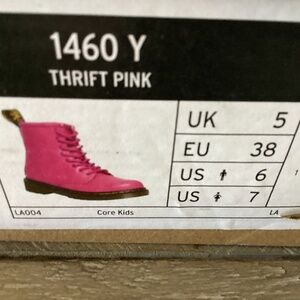 1460 Y
THRIFT PINK
UK 5
EU 38
US 6
US 7
LA004 Core Kids LA